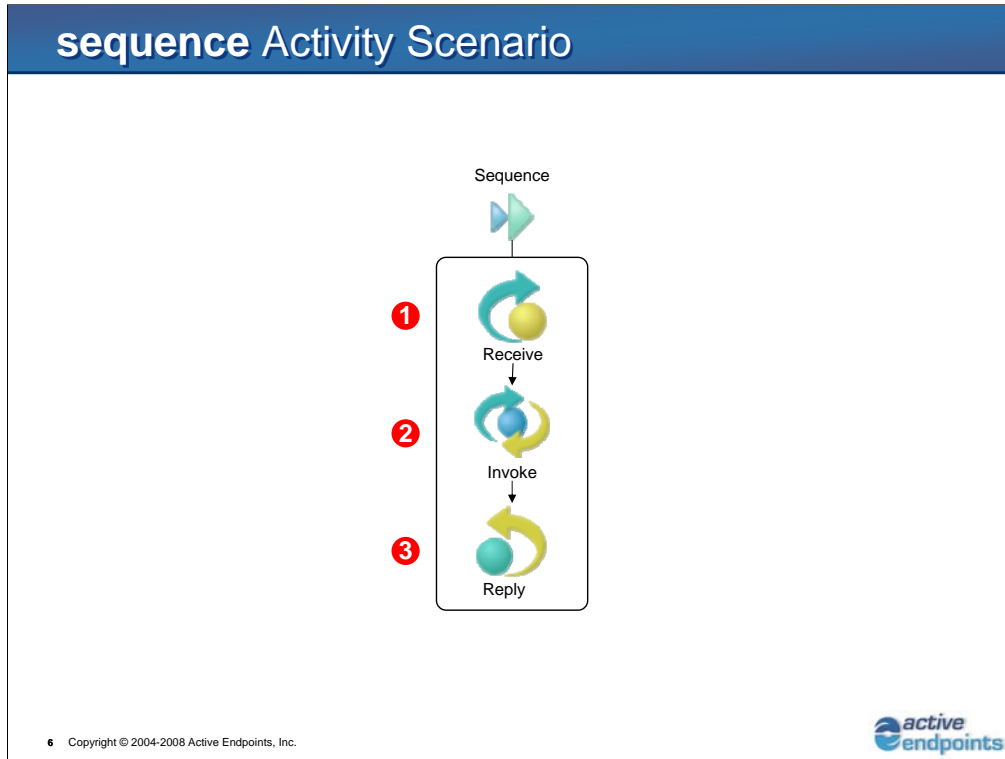 sequence Activity Scenario
Sequence
1
Receive
2
Invoke
3
Reply
6 Copyright © 2004-2008 Active Endpoints, Inc.
active
endpoints